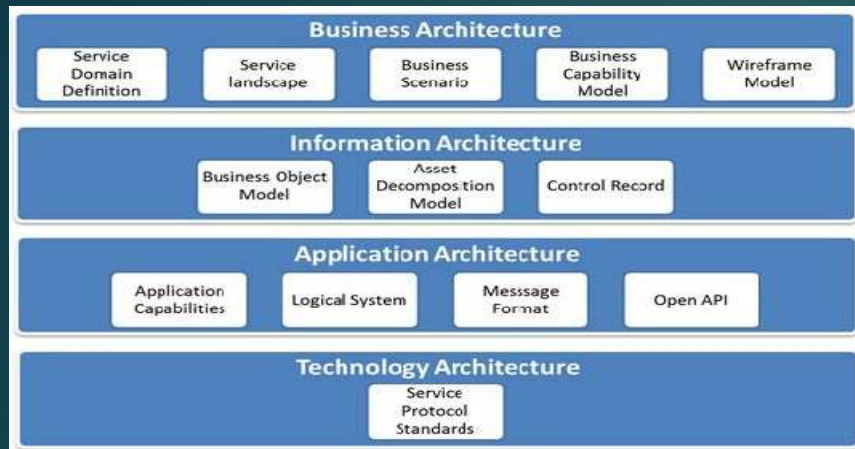 Business Architecture
Service
Domain
Definition
Service
landscape
Business
Scenario
Business
Capability
Model
Wireframe
Model
Information Architecture
Business Object
Model
Asset
Decomposition
Model
Control Record
Application Architecture
Application
Capabilities
Logical System
Messsage
Format
Open API
Technology Architecture
Service
Protocol
Standards